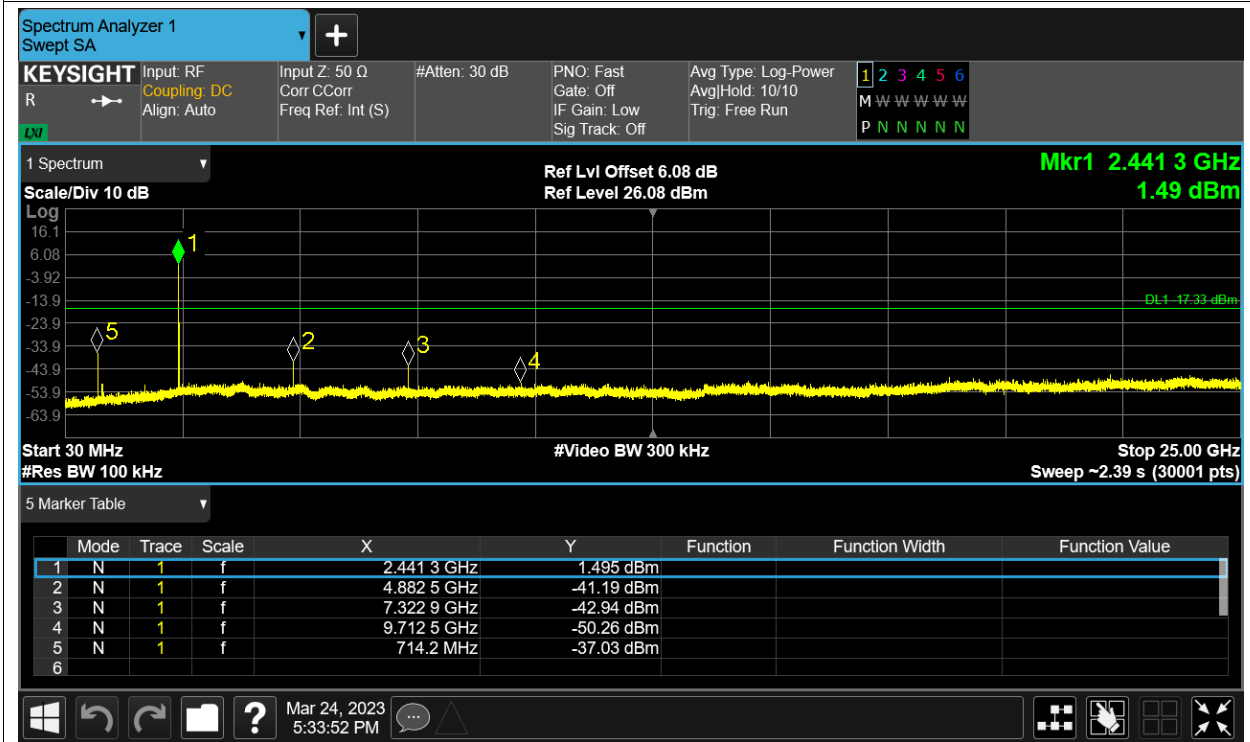 Spectrum Analyzer 1
Swept SA
+
KEYSIGHT
R
LXI
Input: RF
Coupling: DC
Align: Auto
Input Z: 50 Ω
Corr CCorr
Freq Ref: Int (S)
#Atten: 30 dB
PNO: Fast
Gate: Off
IF Gain: Low
Sig Track: Off
Avg Type: Log-Power
Avg|Hold: 10/10
Trig: Free Run
1 2 3 4 5 6
M W W W W W
P N N N N N
1 Spectrum
Scale/Div 10 dB
Ref Lvl Offset 6.08 dB
Ref Level 26.08 dBm
Mkr1 2.441 3 GHz
1.49 dBm
Log
16.1
6.08
-3.92
-13.9
-23.9
-33.9
-43.9
-53.9
-63.9
1
5
2
3
4
DL1 -17.33 dBm
Start 30 MHz
#Res BW 100 kHz
#Video BW 300 kHz
Stop 25.00 GHz
Sweep ~2.39 s (30001 pts)
5 Marker Table
Mode Trace Scale X Y Function Function Width Function Value
1 N 1 f 2.441 3 GHz 1.495 dBm
2 N 1 f 4.882 5 GHz -41.19 dBm
3 N 1 f 7.322 9 GHz -42.94 dBm
4 N 1 f 9.712 5 GHz -50.26 dBm
5 N 1 f 714.2 MHz -37.03 dBm
6
?
Mar 24, 2023
5:33:52 PM